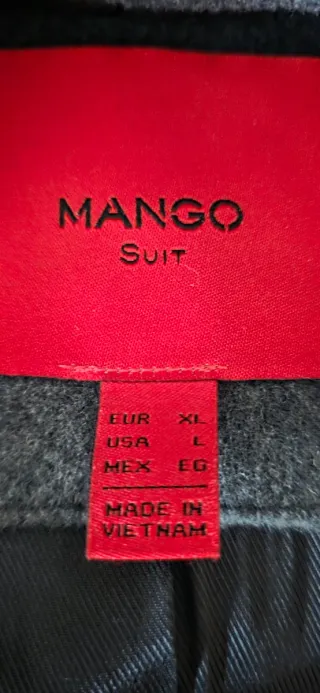 MANGO
SUIT
EUR XL
USA L
MEX EG
MADE IN
VIETNAM